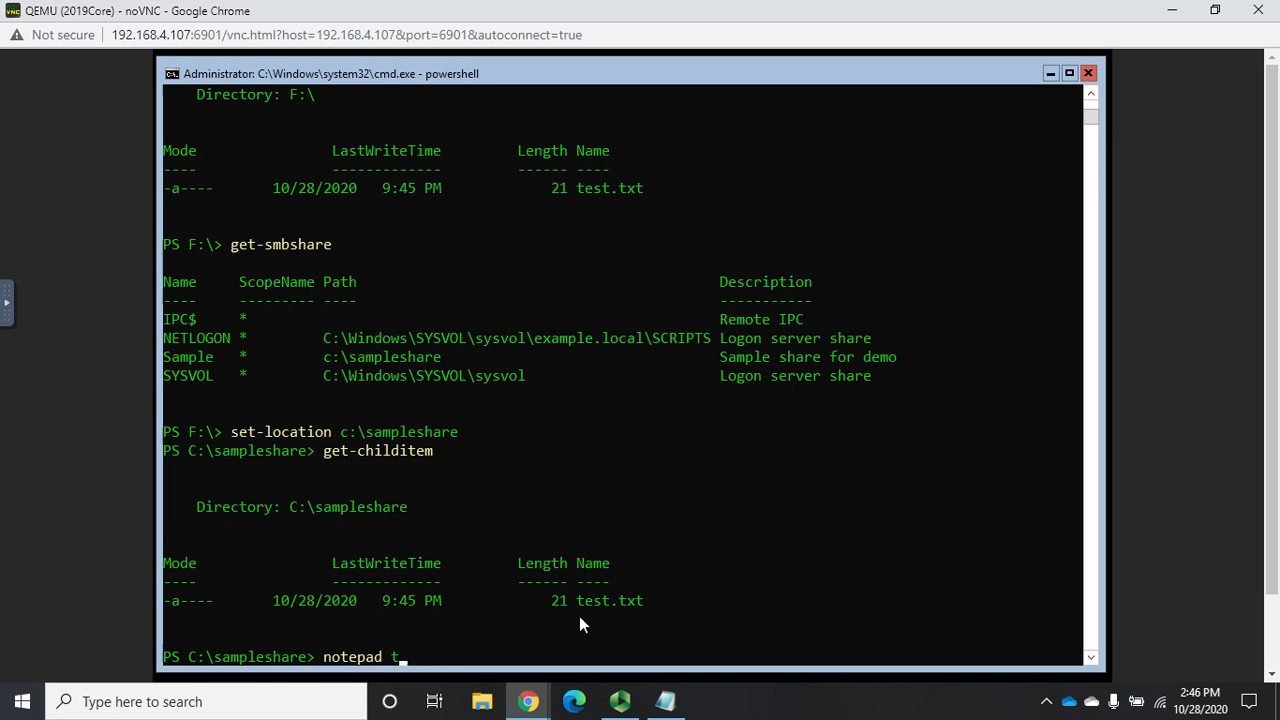 QEMU (2019Core) - noVNC - Google Chrome
Not secure 192.168.4.107:6901/vnc.html?host=192.168.4.107&port=6901&autoconnect=true
Administrator: C:\Windows\system32\cmd.exe - powershell
Directory: F:\
Mode LastWriteTime Length Name
---- ------------- ------ ----
-a---- 10/28/2020 9:45 PM 21 test.txt
PS F:\> get-smbshare
Name ScopeName Path Description
---- --------- ---- -----------
IPC$ * Remote IPC
NETLOGON * C:\Windows\SYSVOL\sysvol\example.local\SCRIPTS Logon server share
Sample * c:\sampleshare Sample share for demo
SYSVOL * C:\Windows\SYSVOL\sysvol Logon server share
PS F:\> set-location c:\sampleshare
PS C:\sampleshare> get-childitem
Directory: C:\sampleshare
Mode LastWriteTime Length Name
---- ------------- ------ ----
-a---- 10/28/2020 9:45 PM 21 test.txt
PS C:\sampleshare> notepad t_
Type here to search
2:46 PM
10/28/2020